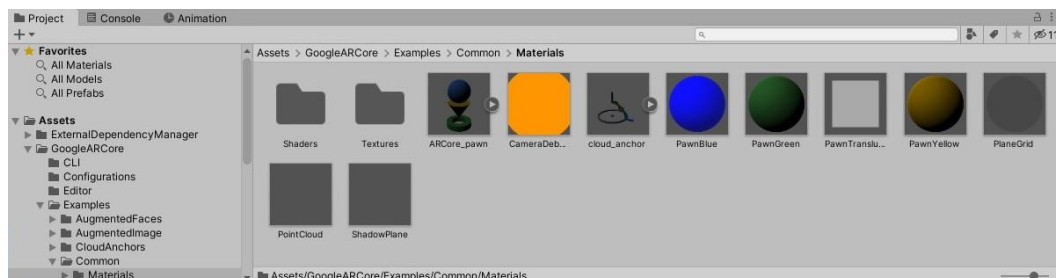 Project Console Animation
11
Favorites
All Materials
All Models
All Prefabs
Assets
ExternalDependencyManager
GoogleARCore
CLI
Configurations
Editor
Examples
AugmentedFaces
AugmentedImage
CloudAnchors
Common
Materials
Assets > GoogleARCore > Examples > Common > Materials
Shaders Textures ARCore_pawn CameraDeb... cloud_anchor PawnBlue PawnGreen PawnTranslu... PawnYellow PlaneGrid
PointCloud ShadowPlane
Assets/GoogleARCore/Examples/Common/Materials